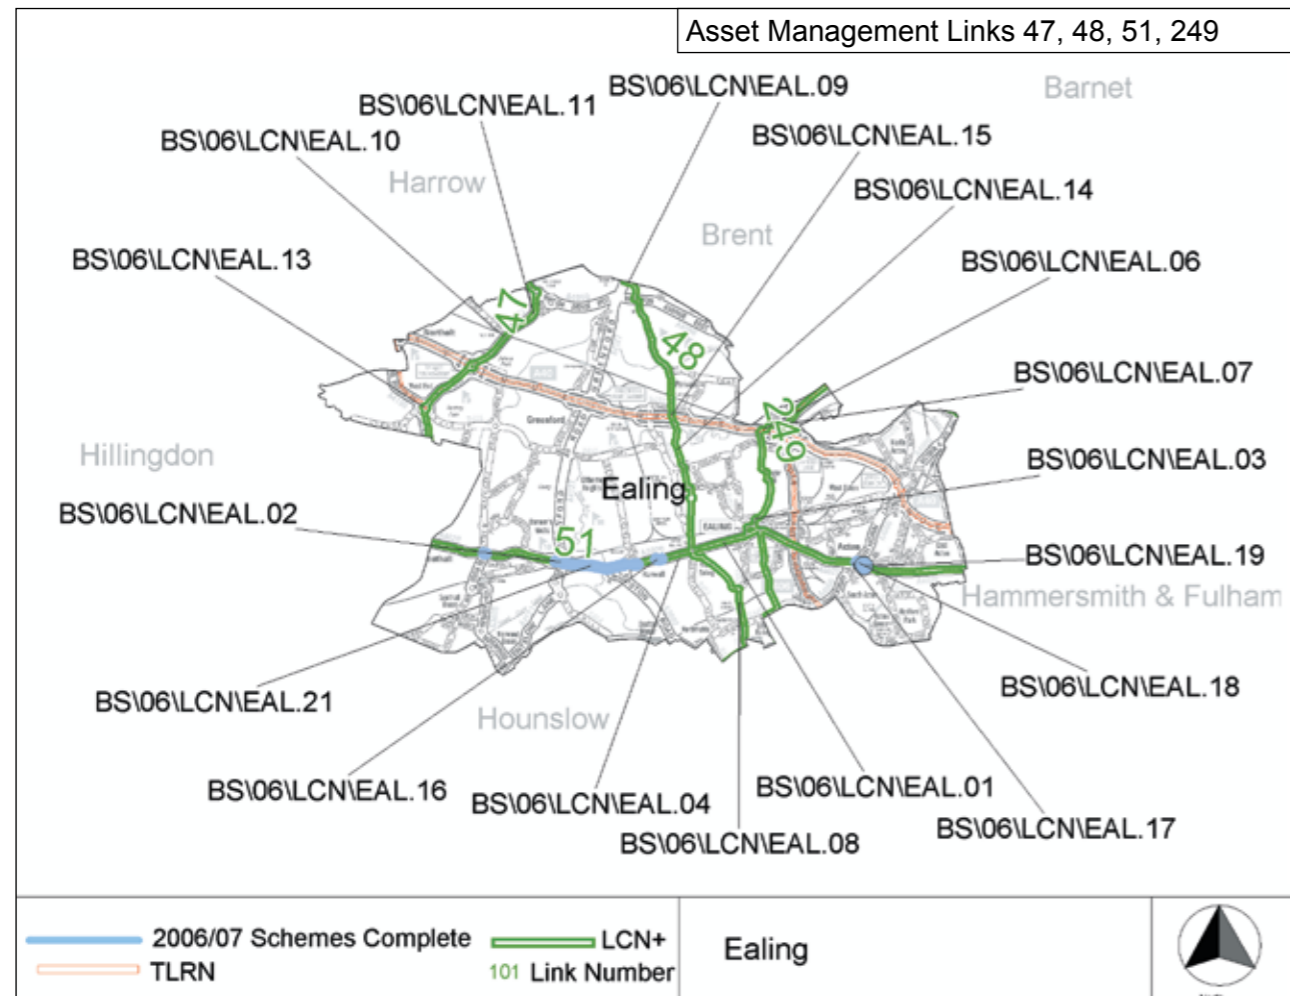 Asset Management Links 47, 48, 51, 249
BS\06\LCN\EAL.09
Barnet
BS\06\LCN\EAL.11
BS\06\LCN\EAL.10
BS\06\LCN\EAL.15
Harrow
BS\06\LCN\EAL.14
Brent
BS\06\LCN\EAL.13
BS\06\LCN\EAL.06
47
48
Northolt
BS\06\LCN\EAL.07
249
Greenford
Hillingdon
BS\06\LCN\EAL.03
Ealing
BS\06\LCN\EAL.02
EALING
51
BS\06\LCN\EAL.19
Hammersmith & Fulham
BS\06\LCN\EAL.21
BS\06\LCN\EAL.18
Hounslow
BS\06\LCN\EAL.16
BS\06\LCN\EAL.04
BS\06\LCN\EAL.01
BS\06\LCN\EAL.17
BS\06\LCN\EAL.08
2006/07 Schemes Complete
LCN+
TLRN
101 Link Number
Ealing